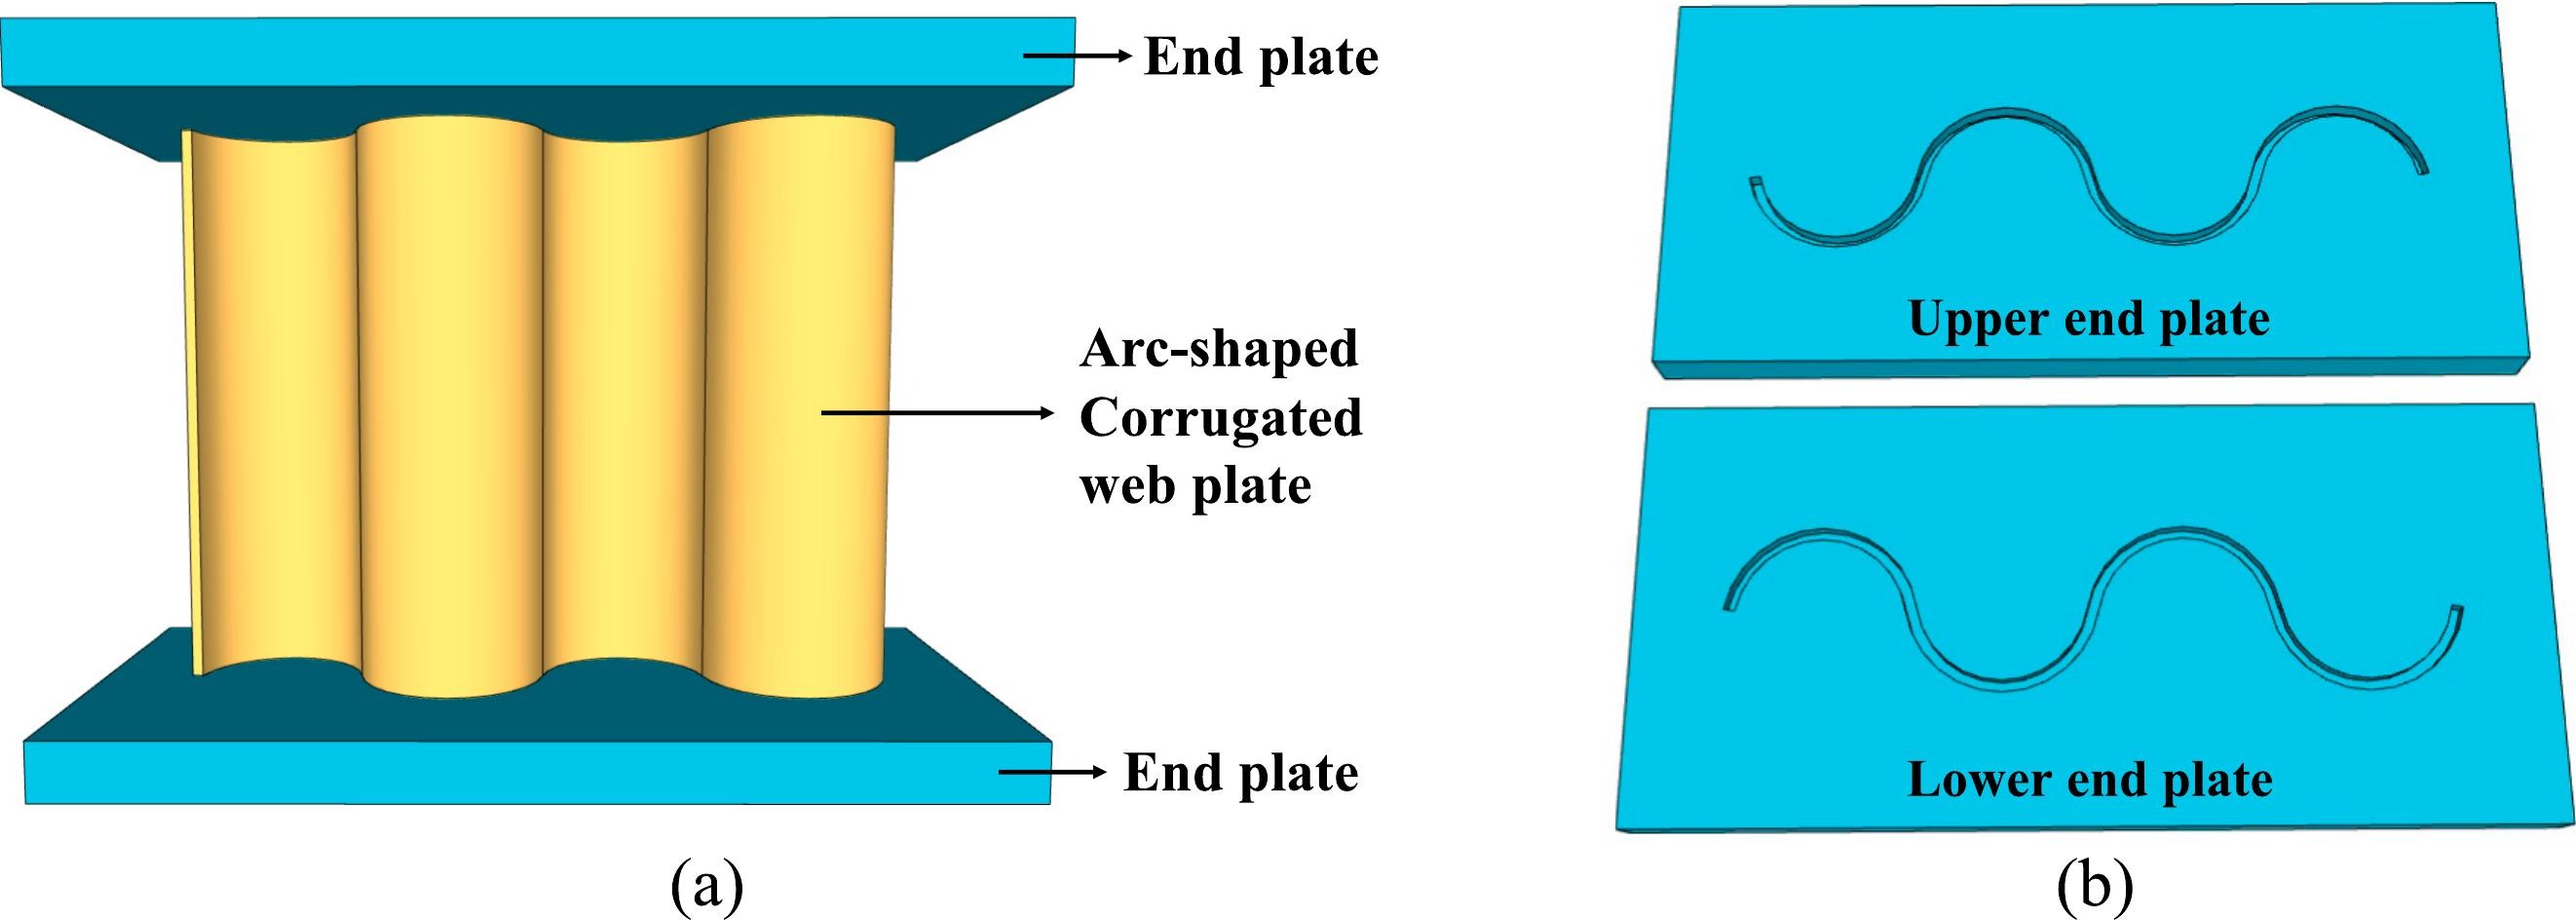 End plate
Arc-shaped
Corrugated
web plate
End plate
(a)
Upper end plate
Lower end plate
(b)